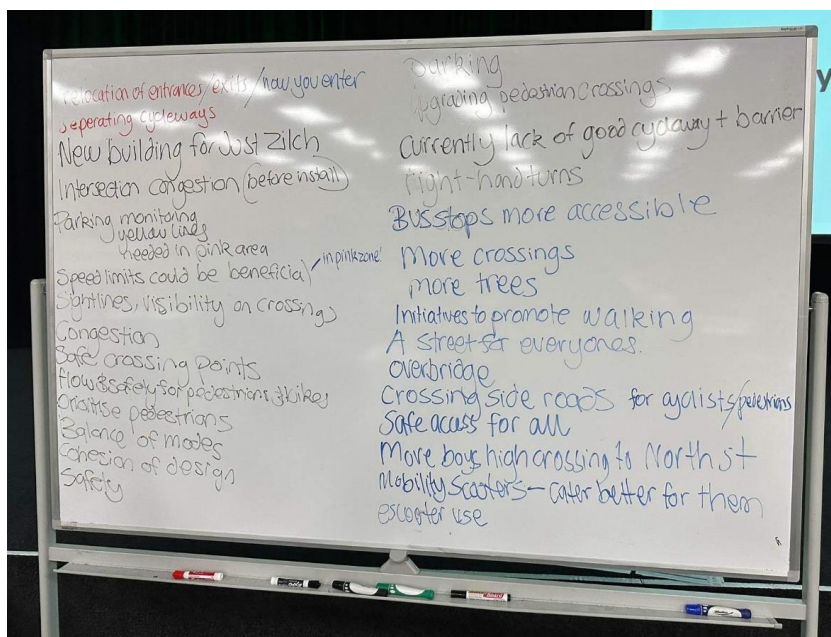 relocation of entrances/exits/how you enter
seperating cycleways
New building for Just Zilch
Intersection congestion (before install)
Parking monitoring
yellow lines
needed in pink area
Speed limits could be beneficial in pink zone
Sightlines, visibility on crossings
Congestion
Safe crossing points
flow & safety for pedestrians & bikes
Prioritise pedestrians
Balance of modes
Cohesion of design
Safety
Parking
Upgrading pedestrian crossings
Currently lack of good cycleway + barrier
right-hand turns
Bus stops more accessible
More crossings
more trees
Initiatives to promote walking
A street for everyones.
Overbridge
Crossing side roads for cyclists/pedestrians
Safe access for all
Move boys high crossing to North st
Mobility Scooters - cater better for them
escooter use
y